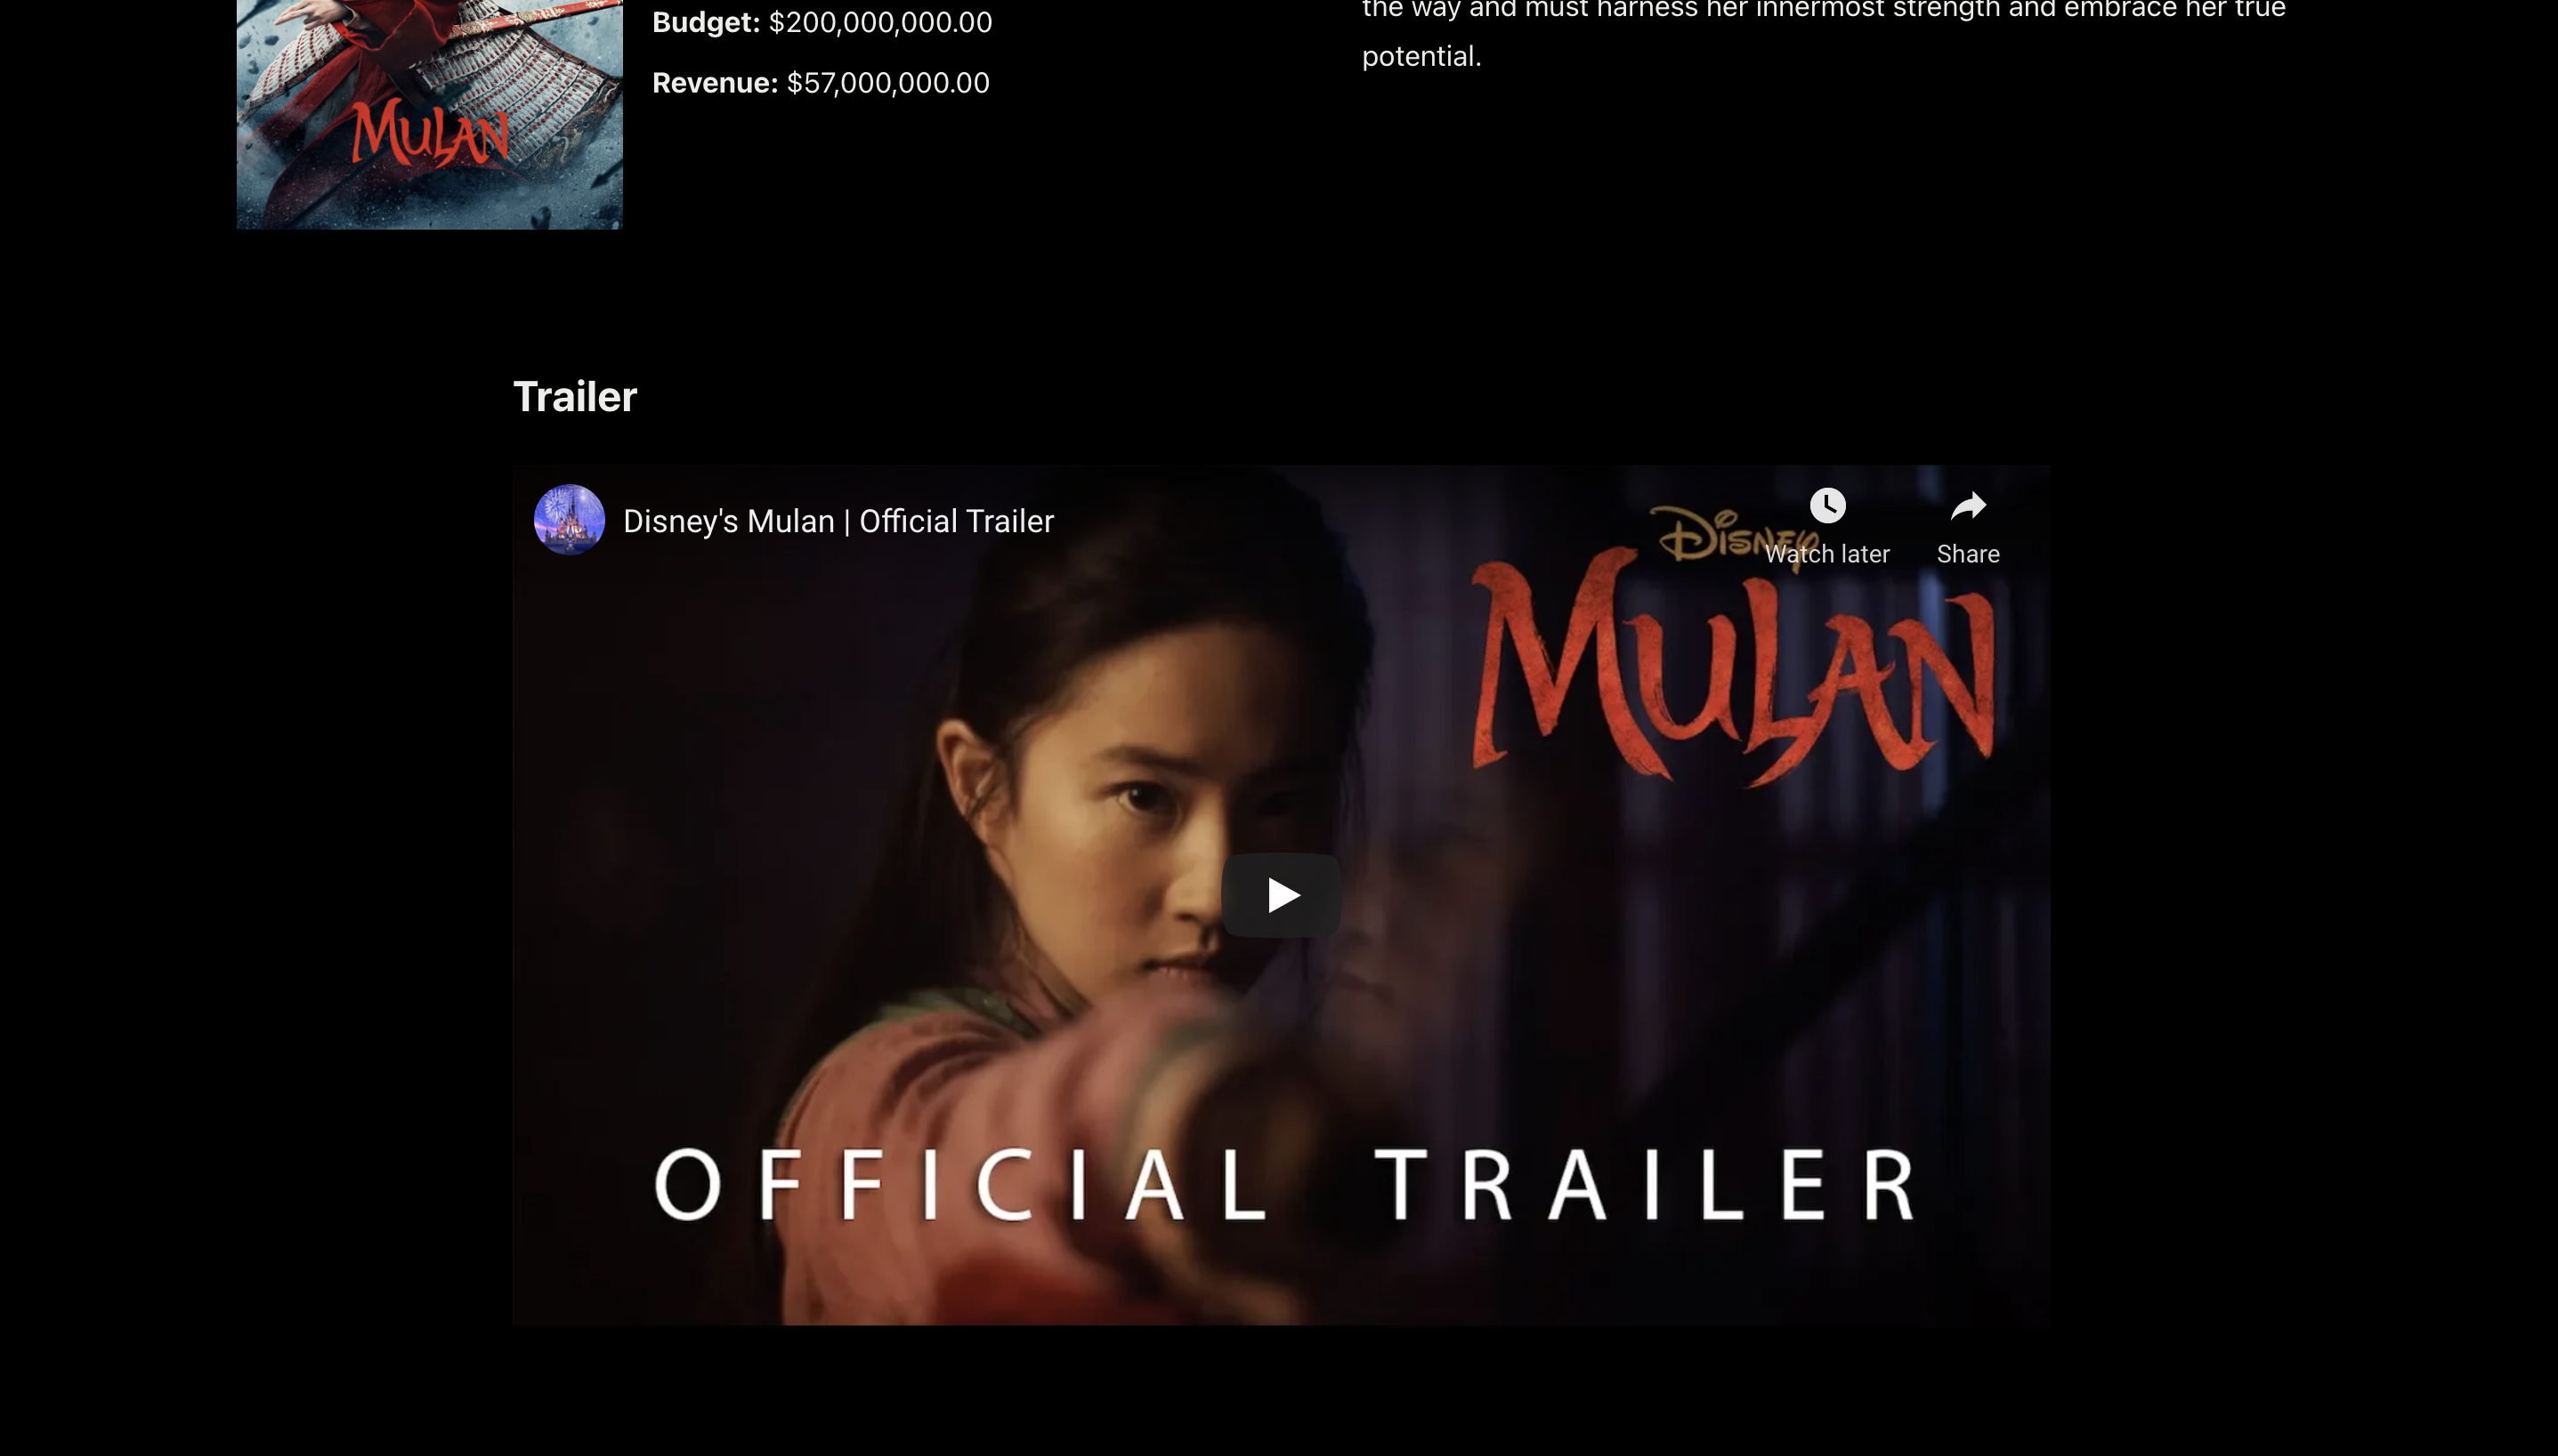 Budget: $200,000,000.00
Revenue: $57,000,000.00
the way and must harness her innermost strength and embrace her true
potential.
MULAN
Trailer
Disney's Mulan | Official Trailer
Watch later
Share
Disney
MULAN
OFFICIAL TRAILER